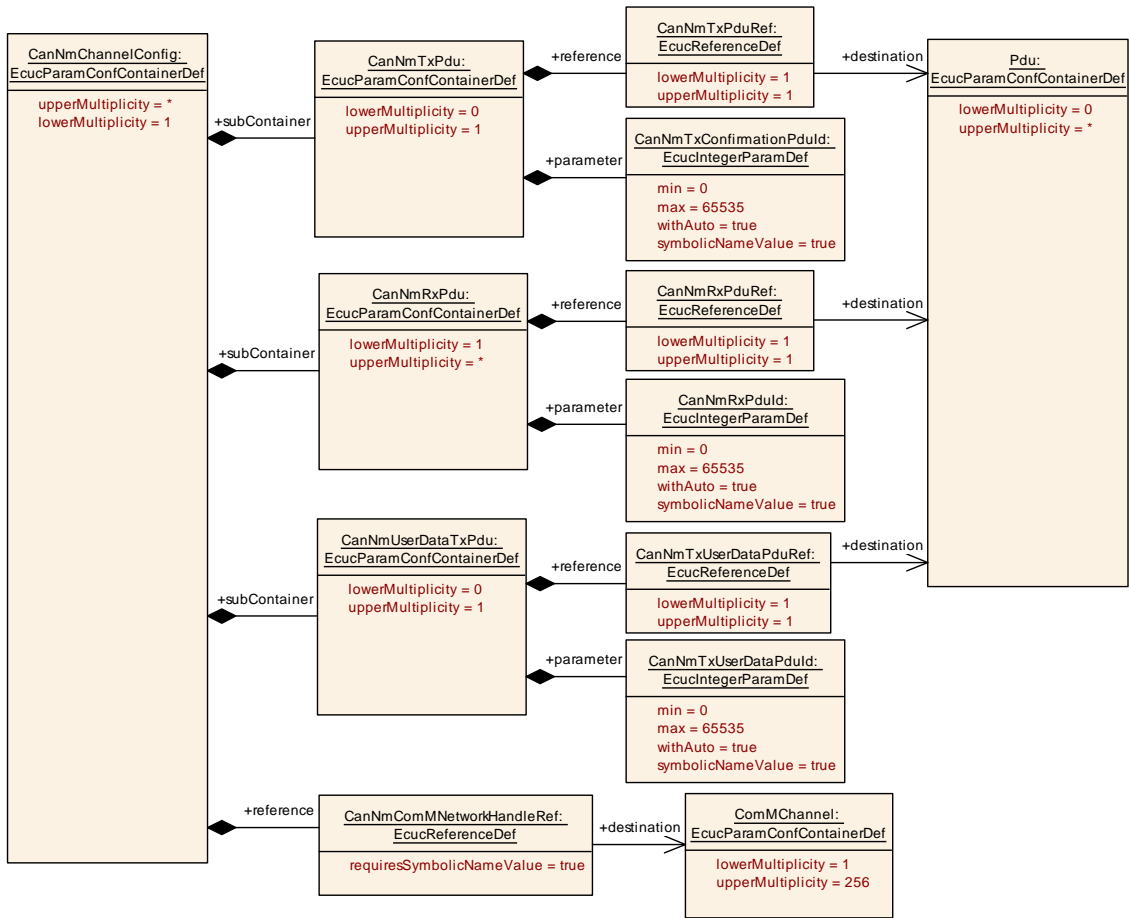 CanNmChannelConfig:
EcucParamConfContainerDef
upperMultiplicity = *
lowerMultiplicity = 1
+subContainer
CanNmTxPdu:
EcucParamConfContainerDef
lowerMultiplicity = 0
upperMultiplicity = 1
+reference
CanNmTxPduRef:
EcucReferenceDef
lowerMultiplicity = 1
upperMultiplicity = 1
+destination
Pdu:
EcucParamConfContainerDef
lowerMultiplicity = 0
upperMultiplicity = *
+parameter
CanNmTxConfirmationPduId:
EcucIntegerParamDef
min = 0
max = 65535
withAuto = true
symbolicNameValue = true
+subContainer
CanNmRxPdu:
EcucParamConfContainerDef
lowerMultiplicity = 1
upperMultiplicity = *
+reference
CanNmRxPduRef:
EcucReferenceDef
lowerMultiplicity = 1
upperMultiplicity = 1
+destination
+parameter
CanNmRxPduId:
EcucIntegerParamDef
min = 0
max = 65535
withAuto = true
symbolicNameValue = true
+subContainer
CanNmUserDataTxPdu:
EcucParamConfContainerDef
lowerMultiplicity = 0
upperMultiplicity = 1
+reference
CanNmTxUserDataPduRef:
EcucReferenceDef
lowerMultiplicity = 1
upperMultiplicity = 1
+destination
+parameter
CanNmTxUserDataPduId:
EcucIntegerParamDef
min = 0
max = 65535
withAuto = true
symbolicNameValue = true
+reference
CanNmComMNetworkHandleRef:
EcucReferenceDef
requiresSymbolicNameValue = true
+destination
ComMChannel:
EcucParamConfContainerDef
lowerMultiplicity = 1
upperMultiplicity = 256